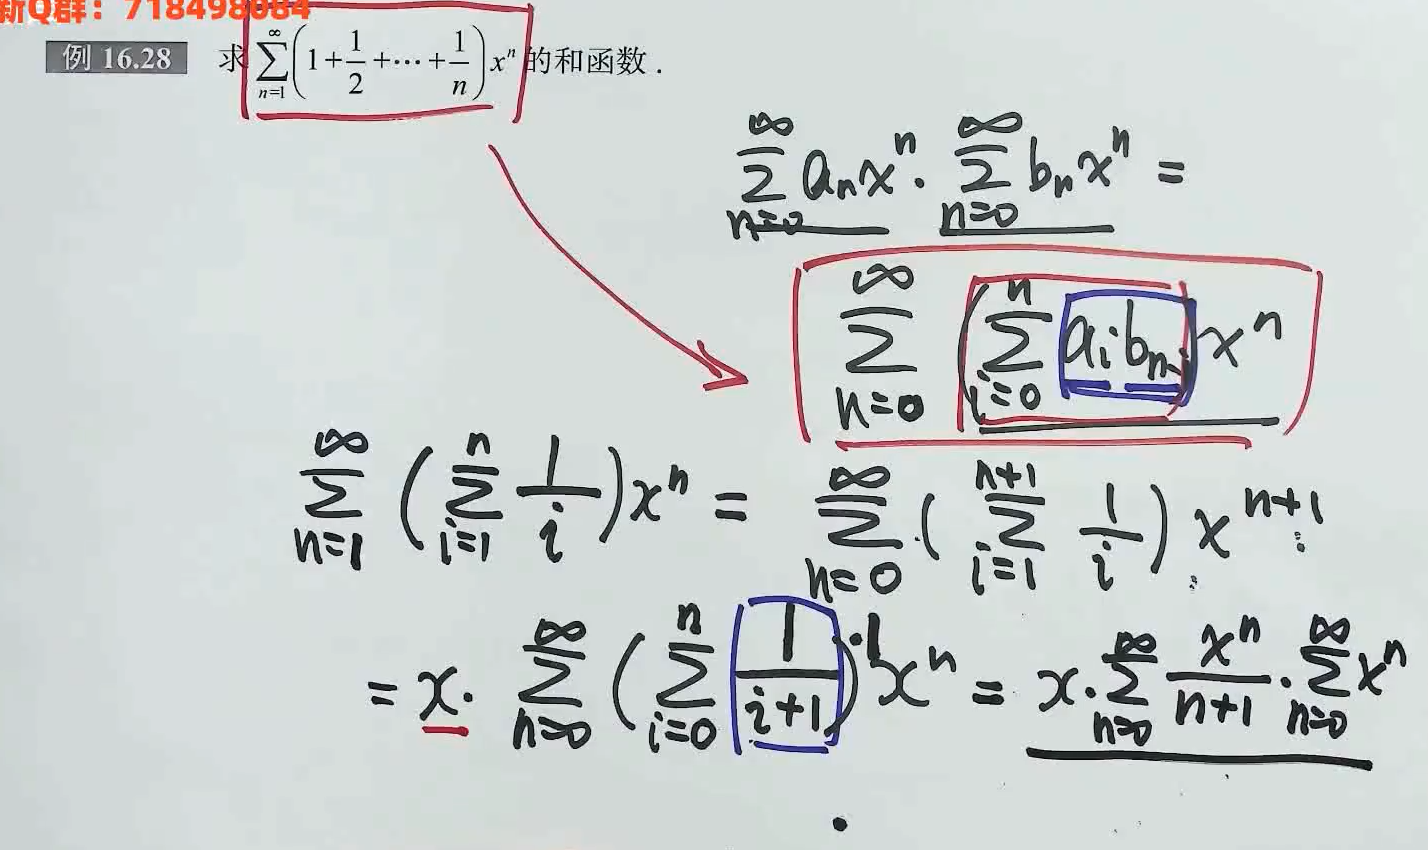 新Q群：718498084
例 16.28 求 \sum_{n=1}^{\infty}\left(1+\frac{1}{2}+\cdots+\frac{1}{n}\right)x^n 的和函数.
\sum_{n=0}^{\infty} a_n x^n \cdot \sum_{n=0}^{\infty} b_n x^n =
\sum_{n=0}^{\infty} \left(\sum_{i=0}^{n} a_i b_{n-i}\right) x^n
\sum_{n=1}^{\infty} \left(\sum_{i=1}^{n} \frac{1}{i}\right) x^n = \sum_{n=0}^{\infty} \left(\sum_{i=1}^{n+1} \frac{1}{i}\right) x^{n+1}
= x \cdot \sum_{n=0}^{\infty} \left(\sum_{i=0}^{n} \frac{1}{i+1}\right) \cdot 1 x^n = x \cdot \sum_{n=0}^{\infty} \frac{x^n}{n+1} \cdot \sum_{n=0}^{\infty} x^n